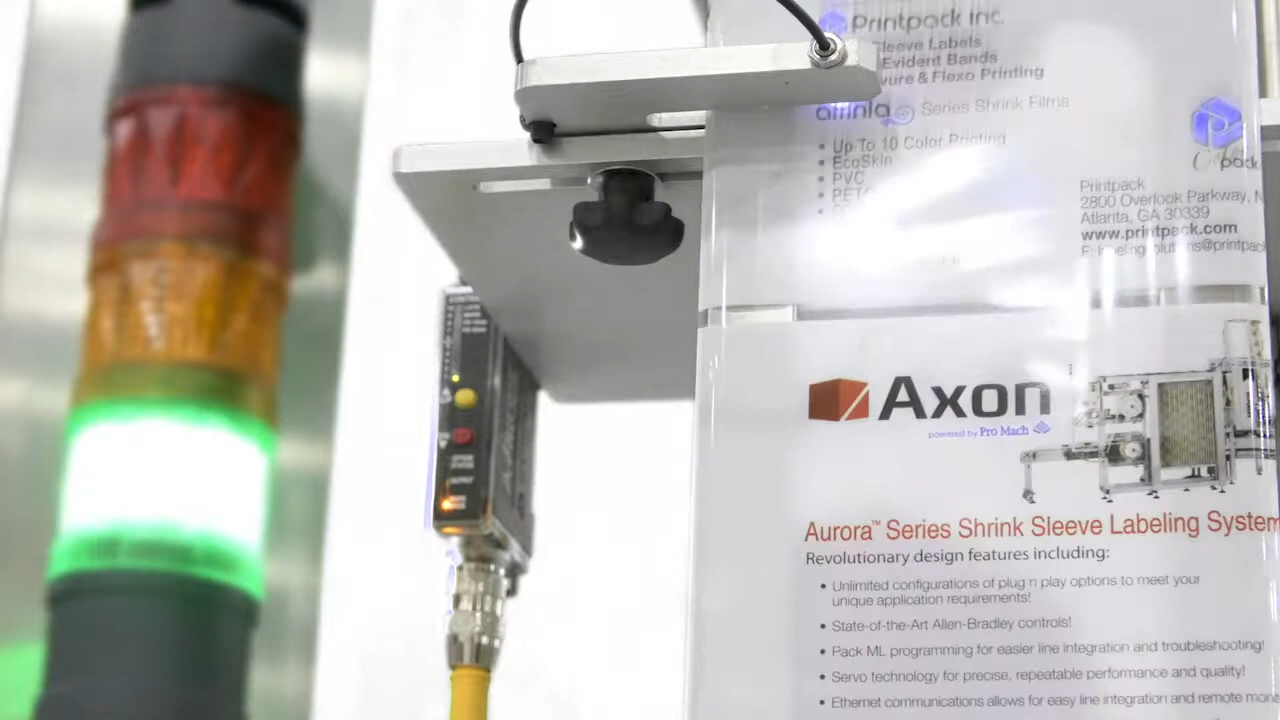 Printpack Inc.
Sleeve Labels
Evident Bands
vure & Flexo Printing
Series Shrink Films
• Up To 10 Color Printing
• EcoSkin
• PVC
• PET
pack
Printpack
2800 Overlook Parkway, N
Atlanta, GA 30339
www.printpack.com
Axon
powered by Pro Mach
Aurora™ Series Shrink Sleeve Labeling System
Revolutionary design features including:
• Unlimited configurations of plug n play options to meet your
unique application requirements!
• State-of-the-Art Allen-Bradley controls!
• Pack ML programming for easier line integration and troubleshooting!
• Servo technology for precise, repeatable performance and quality!
• Ethernet communications allows for easy line integration and remote mon